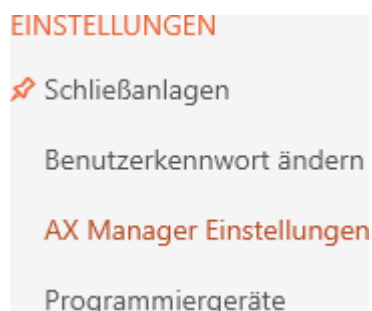 EINSTELLUNGEN
Schließanlagen
Benutzerkennwort ändern
AX Manager Einstellungen
Programmiergeräte